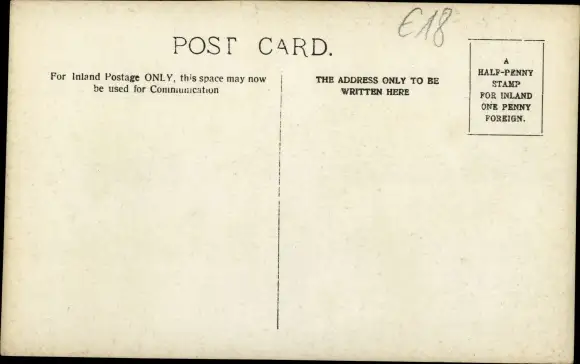 €18
POST CARD.
For Inland Postage ONLY, this space may now
be used for Communication
THE ADDRESS ONLY TO BE
WRITTEN HERE
A
HALF-PENNY
STAMP
FOR INLAND
ONE PENNY
FOREIGN.